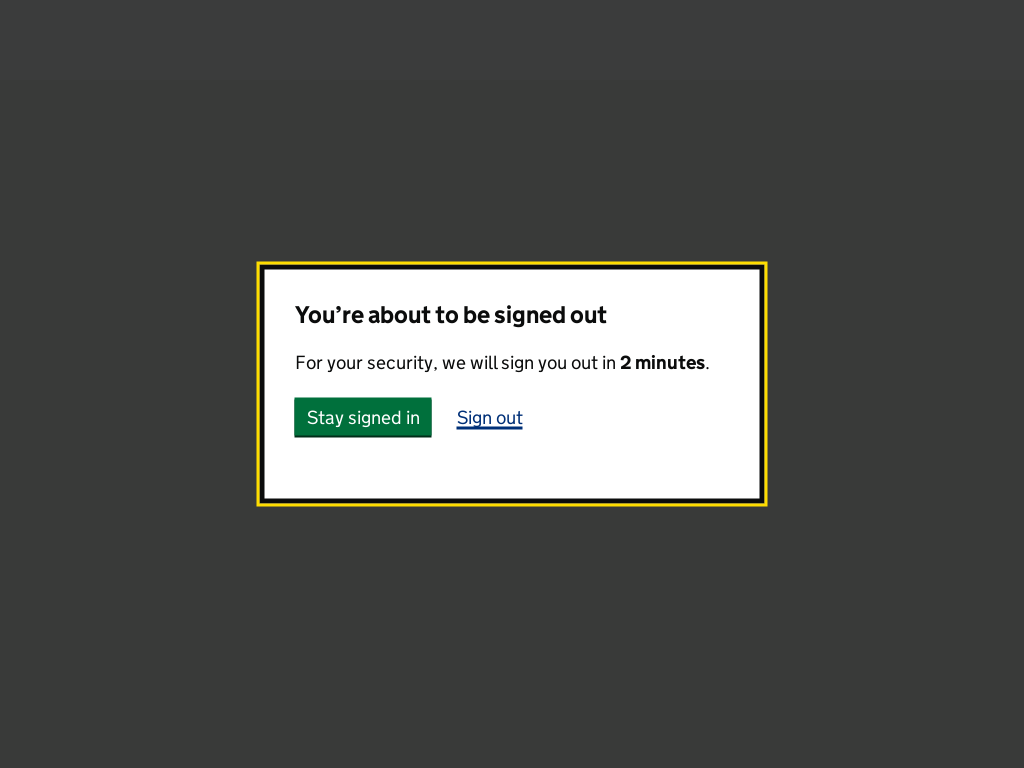 You’re about to be signed out
For your security, we will sign you out in 2 minutes.
Stay signed in
Sign out